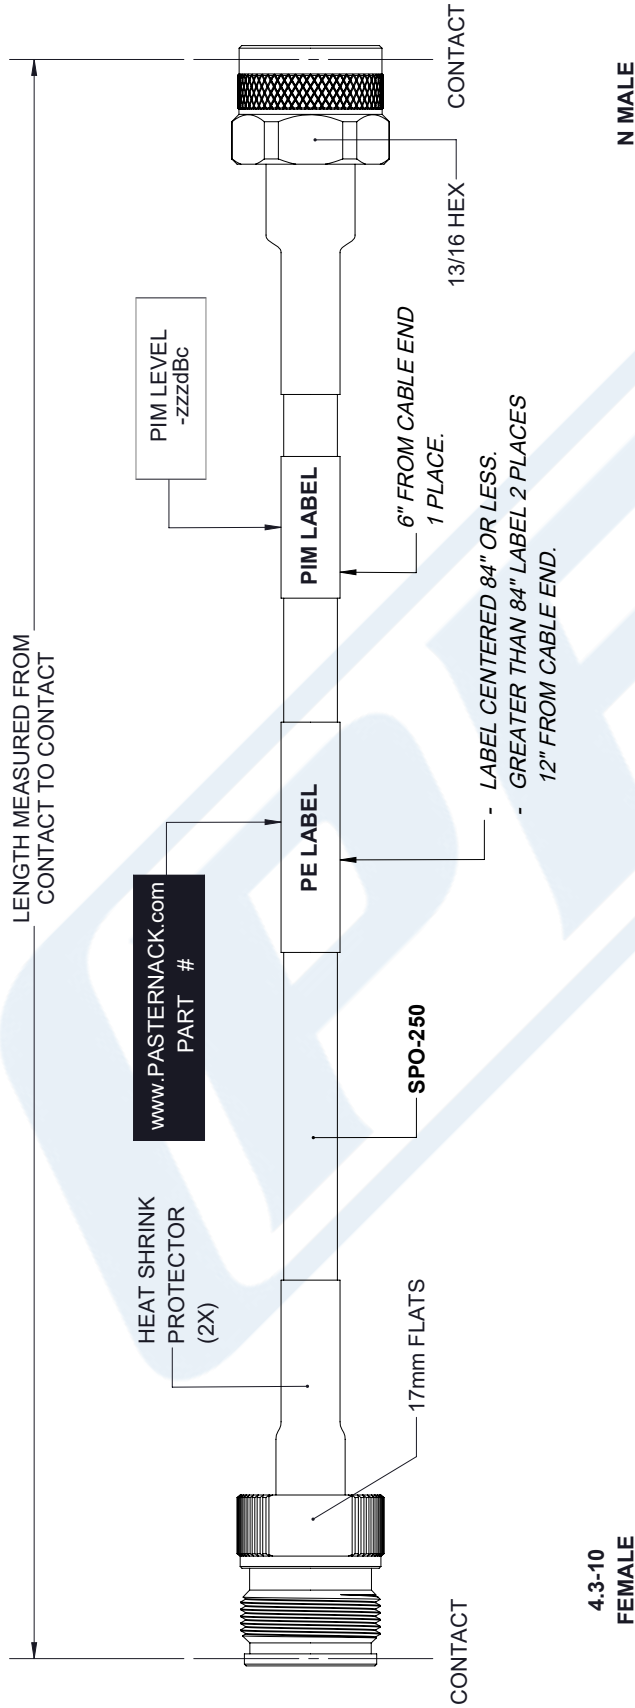 LENGTH MEASURED FROM
CONTACT TO CONTACT
www.PASTERNACK.com
PART #
PIM LEVEL
-zzzdBc
HEAT SHRINK
PROTECTOR
(2X)
PE LABEL
PIM LABEL
17mm FLATS
SPO-250
6" FROM CABLE END
1 PLACE.
13/16 HEX
CONTACT
CONTACT
- LABEL CENTERED 84" OR LESS.
- GREATER THAN 84" LABEL 2 PLACES
12" FROM CABLE END.
4.3-10
FEMALE
N MALE